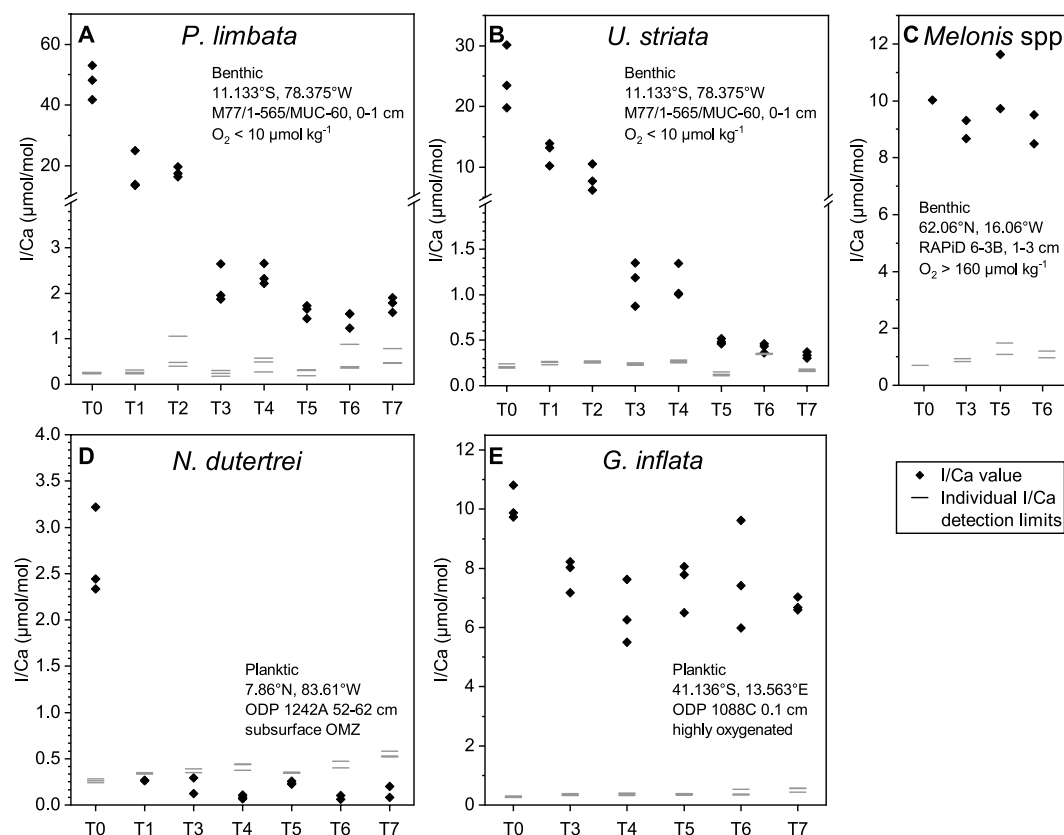 A P. limbata
Benthic
11.133°S, 78.375°W
M77/1-565/MUC-60, 0-1 cm
O₂ < 10 µmol kg⁻¹
I/Ca (µmol/mol)
60
40
20
3
2
1
0
T0 T1 T2 T3 T4 T5 T6 T7
B U. striata
Benthic
11.133°S, 78.375°W
M77/1-565/MUC-60, 0-1 cm
O₂ < 10 µmol kg⁻¹
I/Ca (µmol/mol)
30
20
10
1.5
1.0
0.5
0.0
T0 T1 T2 T3 T4 T5 T6 T7
C Melonis spp
Benthic
62.06°N, 16.06°W
RAPiD 6-3B, 1-3 cm
O₂ > 160 µmol kg⁻¹
12
10
8
6
4
2
0
T0 T3 T5 T6
D N. dutertrei
Planktic
7.86°N, 83.61°W
ODP 1242A 52-62 cm
subsurface OMZ
I/Ca (µmol/mol)
4.0
3.5
3.0
2.5
2.0
1.5
1.0
0.5
0.0
T0 T1 T3 T4 T5 T6 T7
E G. inflata
Planktic
41.136°S, 13.563°E
ODP 1088C 0.1 cm
highly oxygenated
I/Ca (µmol/mol)
12
10
8
6
4
2
0
T0 T3 T4 T5 T6 T7
I/Ca value
Individual I/Ca
detection limits